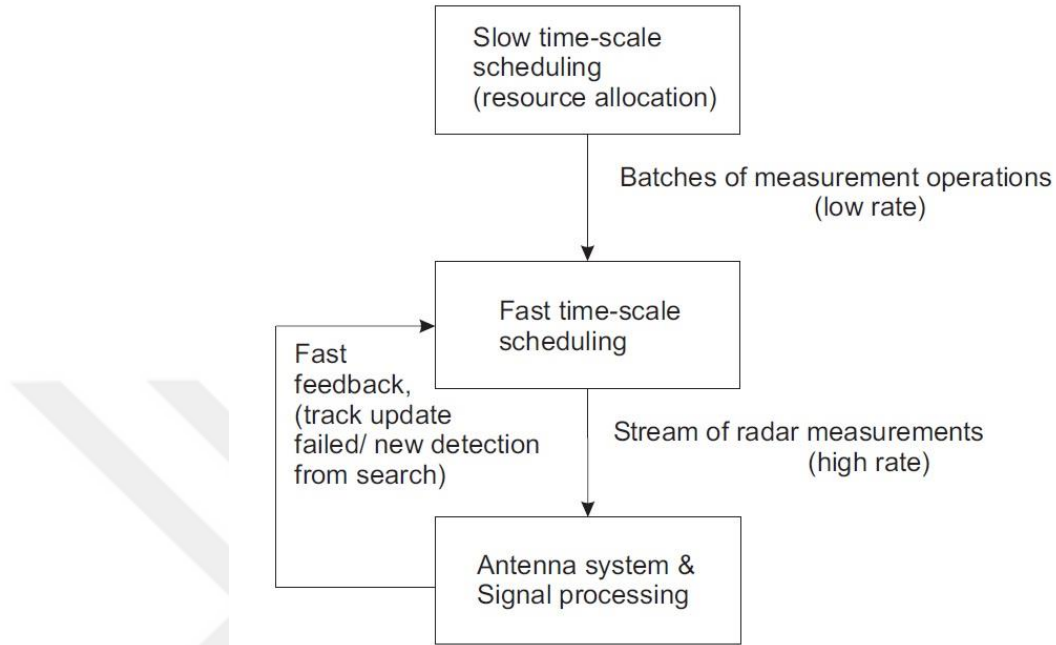 Slow time-scale
scheduling
(resource allocation)
Batches of measurement operations
(low rate)
Fast time-scale
scheduling
Fast
feedback,
(track update
failed/ new detection
from search)
Stream of radar measurements
(high rate)
Antenna system &
Signal processing